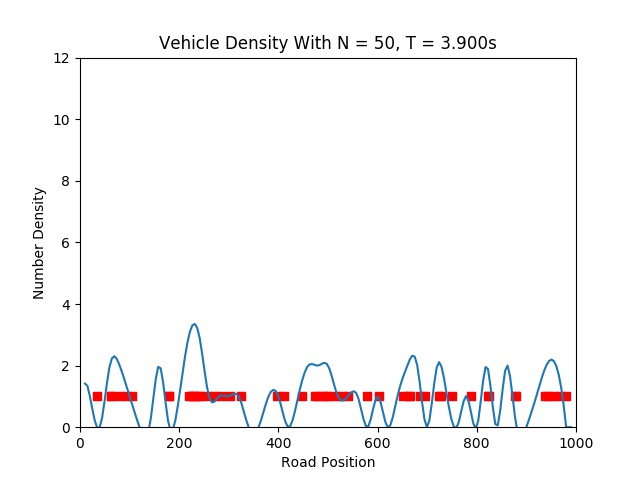 Vehicle Density With N = 50, T = 3.900s
12
10
8
6
4
2
0
Number Density
0 200 400 600 800 1000
Road Position